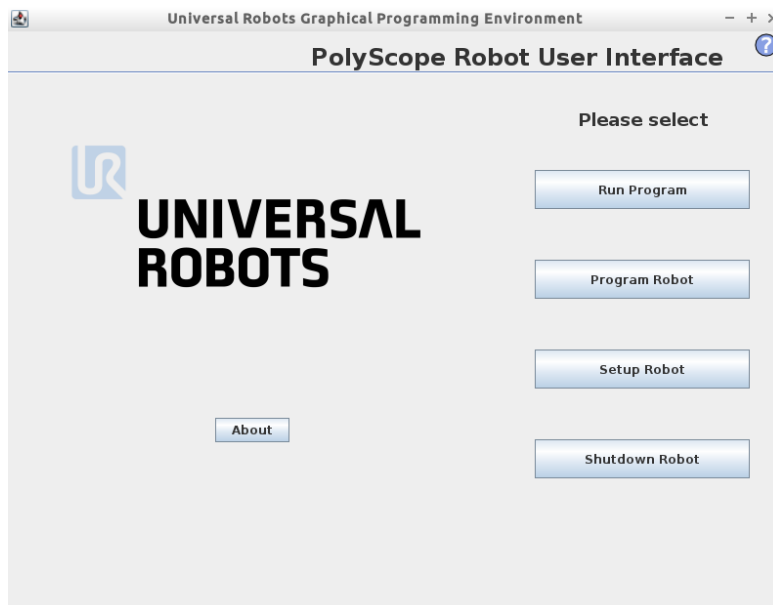 Universal Robots Graphical Programming Environment
PolyScope Robot User Interface
?
Please select
UR
UNIVERSAL
ROBOTS
Run Program
Program Robot
Setup Robot
About
Shutdown Robot